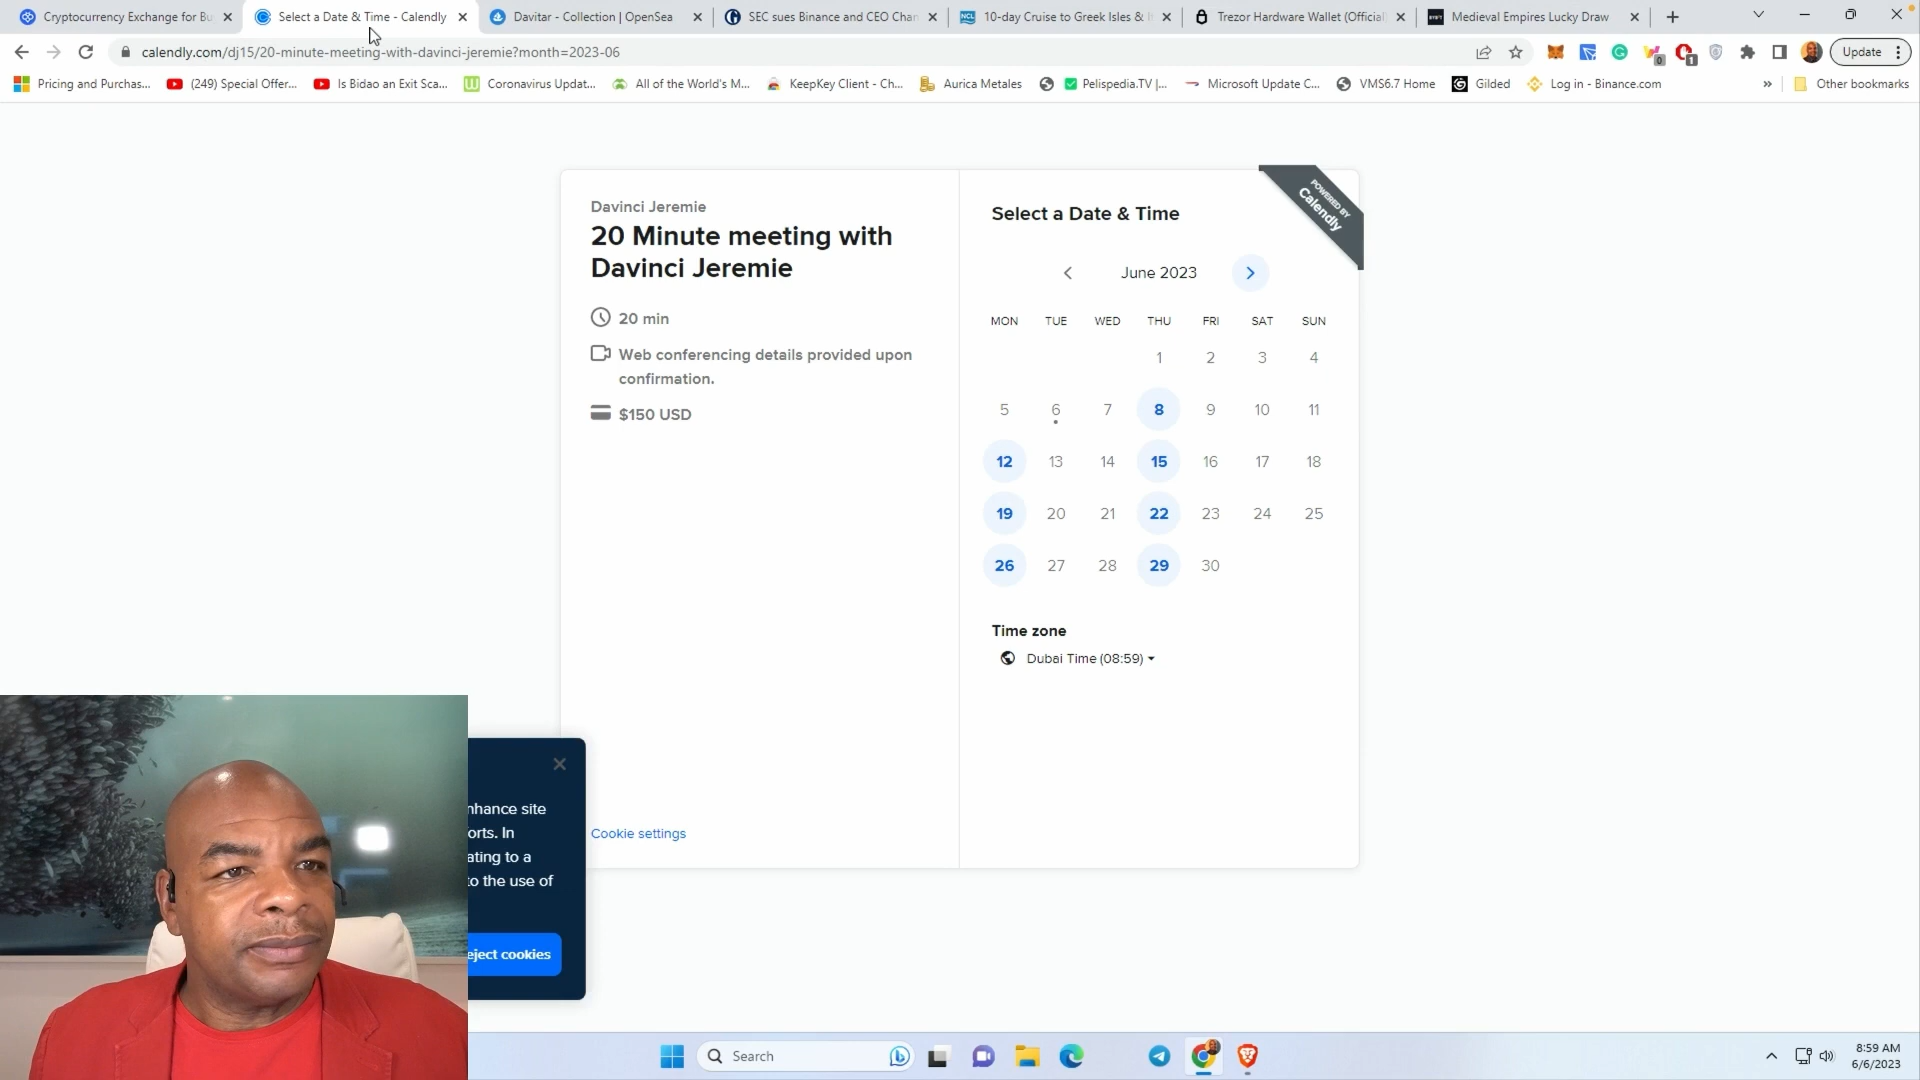 Cryptocurrency Exchange for Bu
Select a Date & Time - Calendly
Davitar - Collection | OpenSea
SEC sues Binance and CEO Chan
10-day Cruise to Greek Isles & I
Trezor Hardware Wallet (Official
Medieval Empires Lucky Draw
calendly.com/dj15/20-minute-meeting-with-davinci-jeremie?month=2023-06
Update
Pricing and Purchas...
(249) Special Offer...
Is Bidao an Exit Sca...
Coronavirus Updat...
All of the World's M...
KeepKey Client - Ch...
Aurica Metales
Pelispedia.TV |...
Microsoft Update C...
VMS6.7 Home
Gilded
Log in - Binance.com
»
Other bookmarks
Davinci Jeremie
20 Minute meeting with
Davinci Jeremie
20 min
Web conferencing details provided upon
confirmation.
$150 USD
Cookie settings
POWERED BY
Calendly
Select a Date & Time
June 2023
MON TUE WED THU FRI SAT SUN
1 2 3 4
5 6 7 8 9 10 11
12 13 14 15 16 17 18
19 20 21 22 23 24 25
26 27 28 29 30
Time zone
Dubai Time (08:59)
nhance site
orts. In
ating to a
to the use of
eject cookies
Search
8:59 AM
6/6/2023